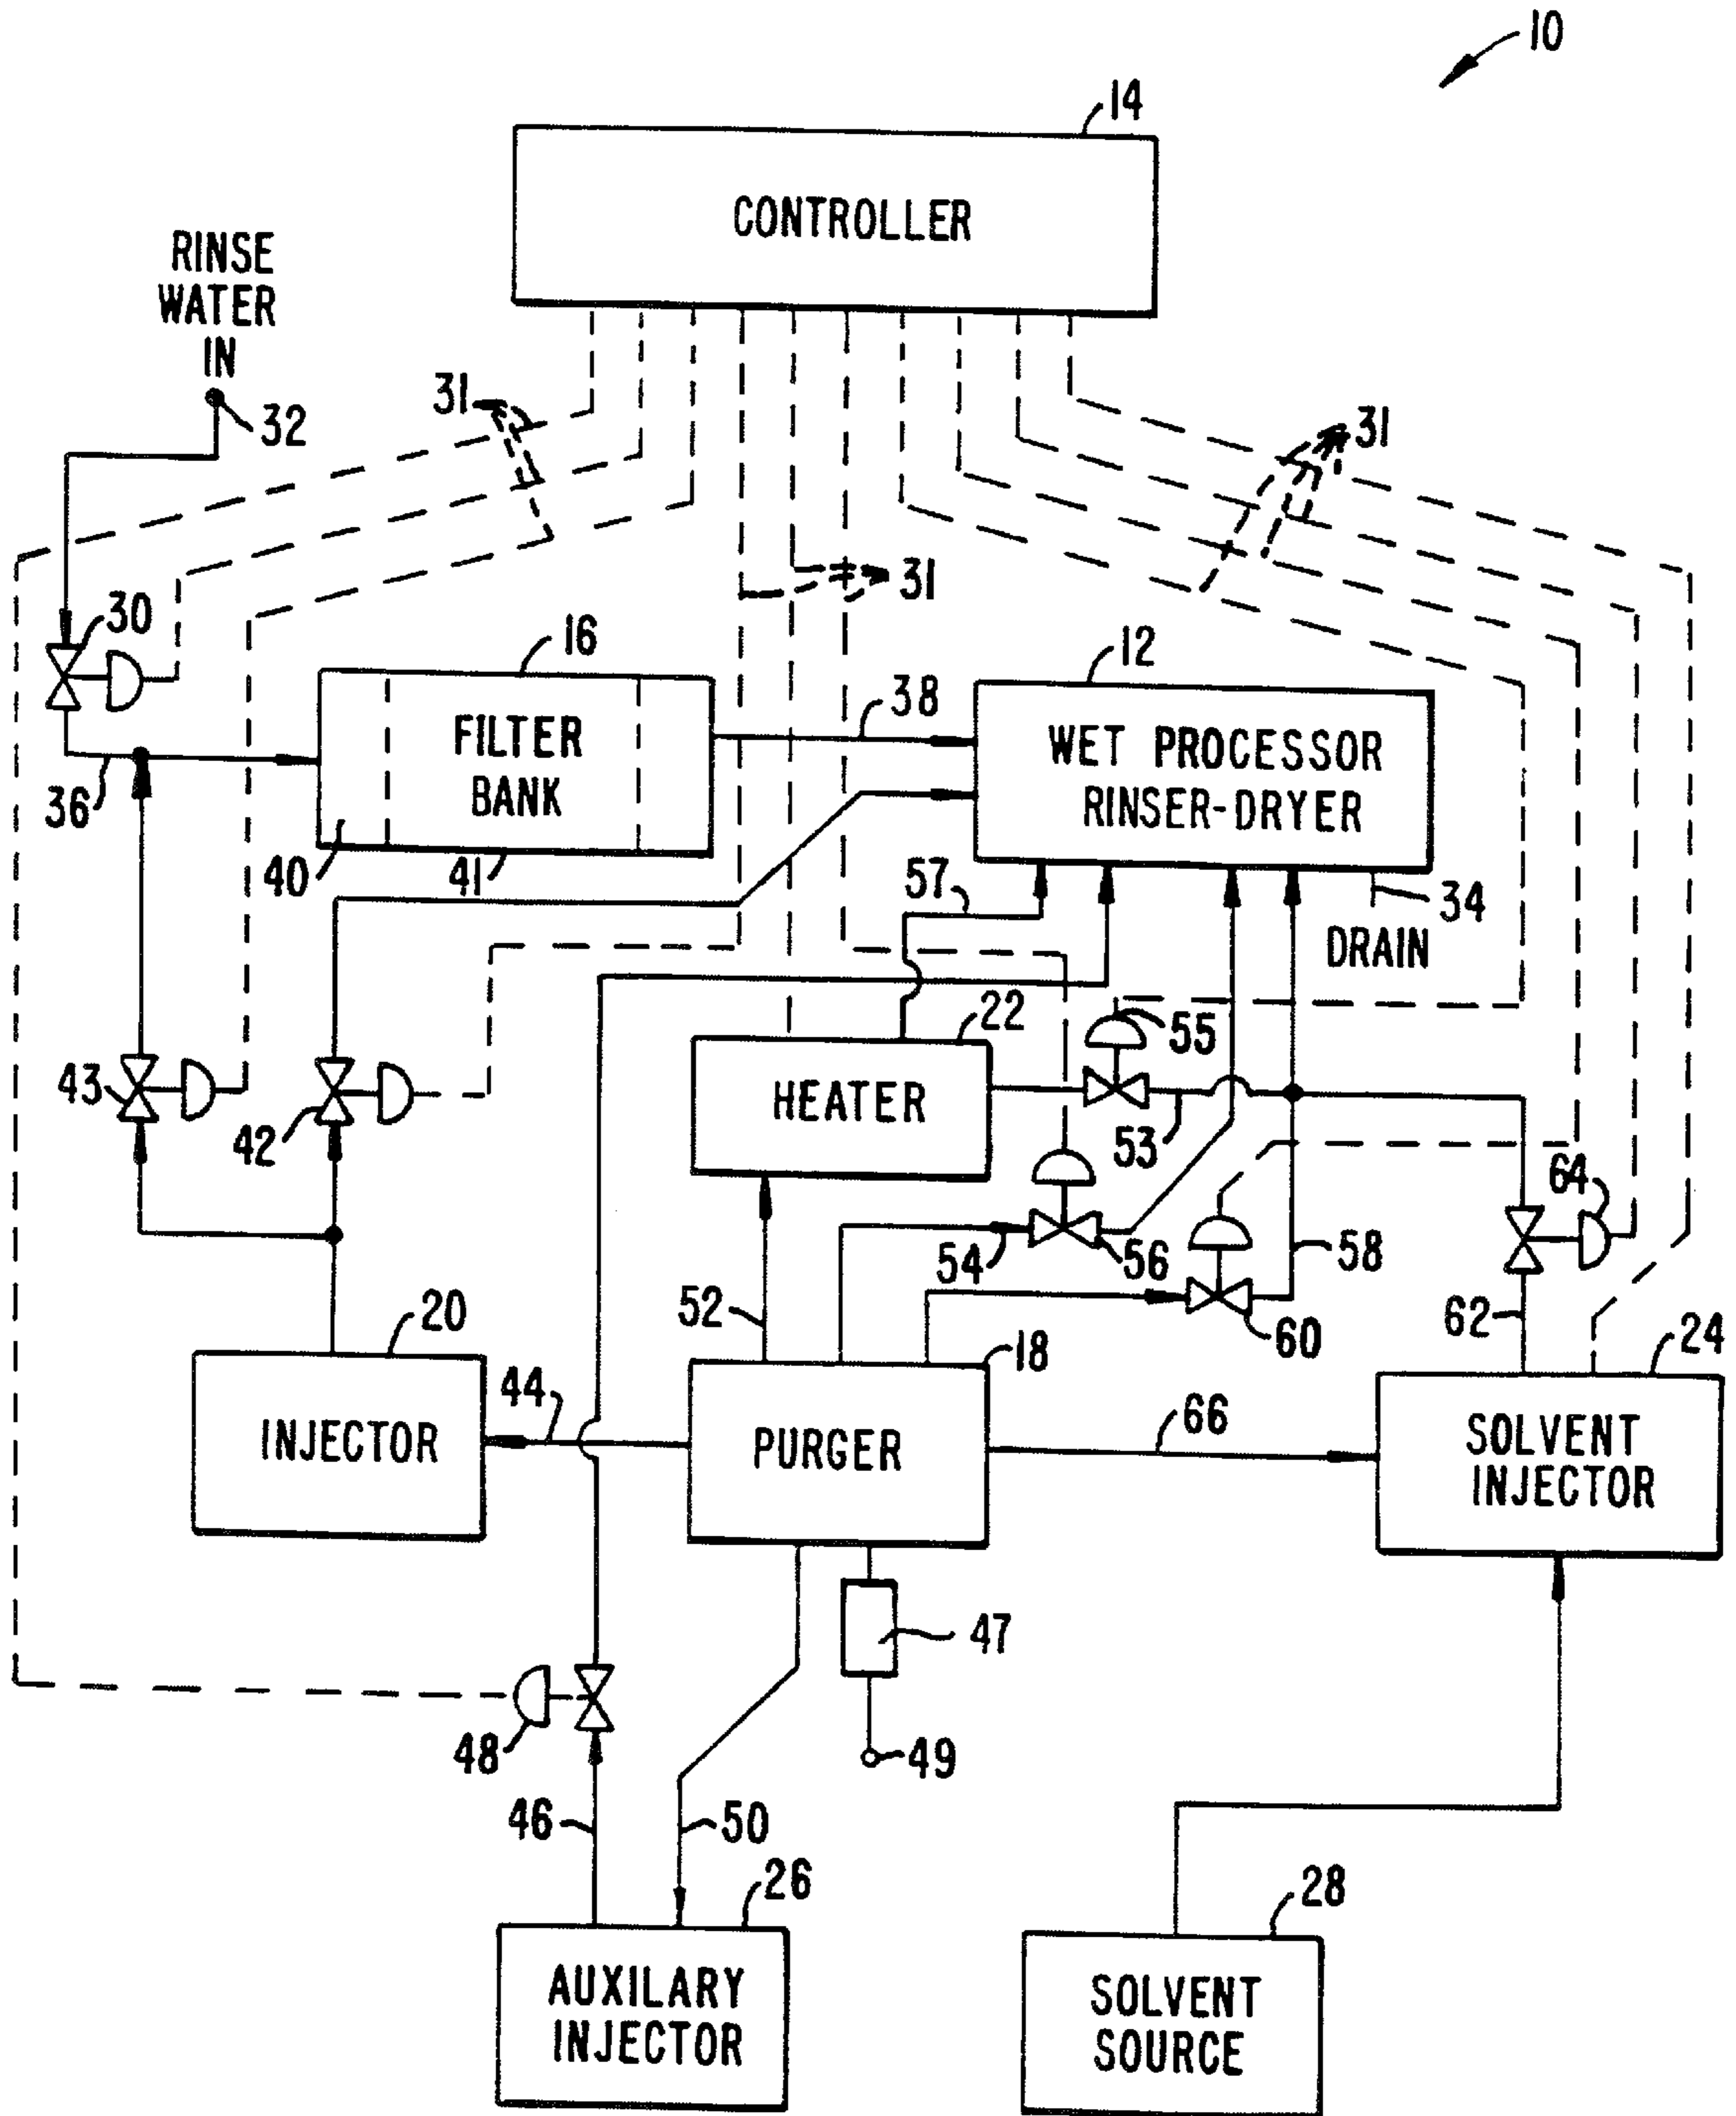 10
14
CONTROLLER
RINSE
WATER
IN
32
31
31
31
30
16
12
38
FILTER
BANK
WET PROCESSOR
RINSER-DRYER
36
40
41
57
34
DRAIN
22
55
43
HEATER
42
53
64
54
56
58
52
60
62
20
18
24
44
66
INJECTOR
PURGER
SOLVENT
INJECTOR
47
48
49
46
50
26
28
AUXILARY
INJECTOR
SOLVENT
SOURCE